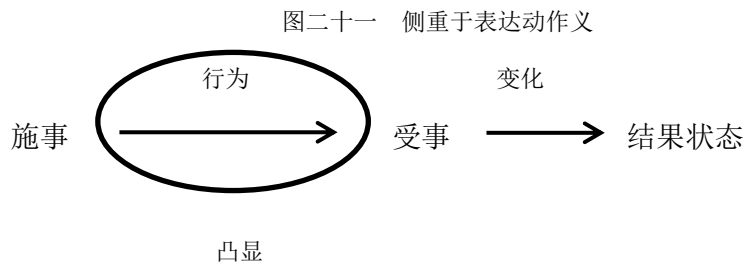 图二十一　侧重于表达动作义
行为　变化
施事　受事　结果状态
凸显